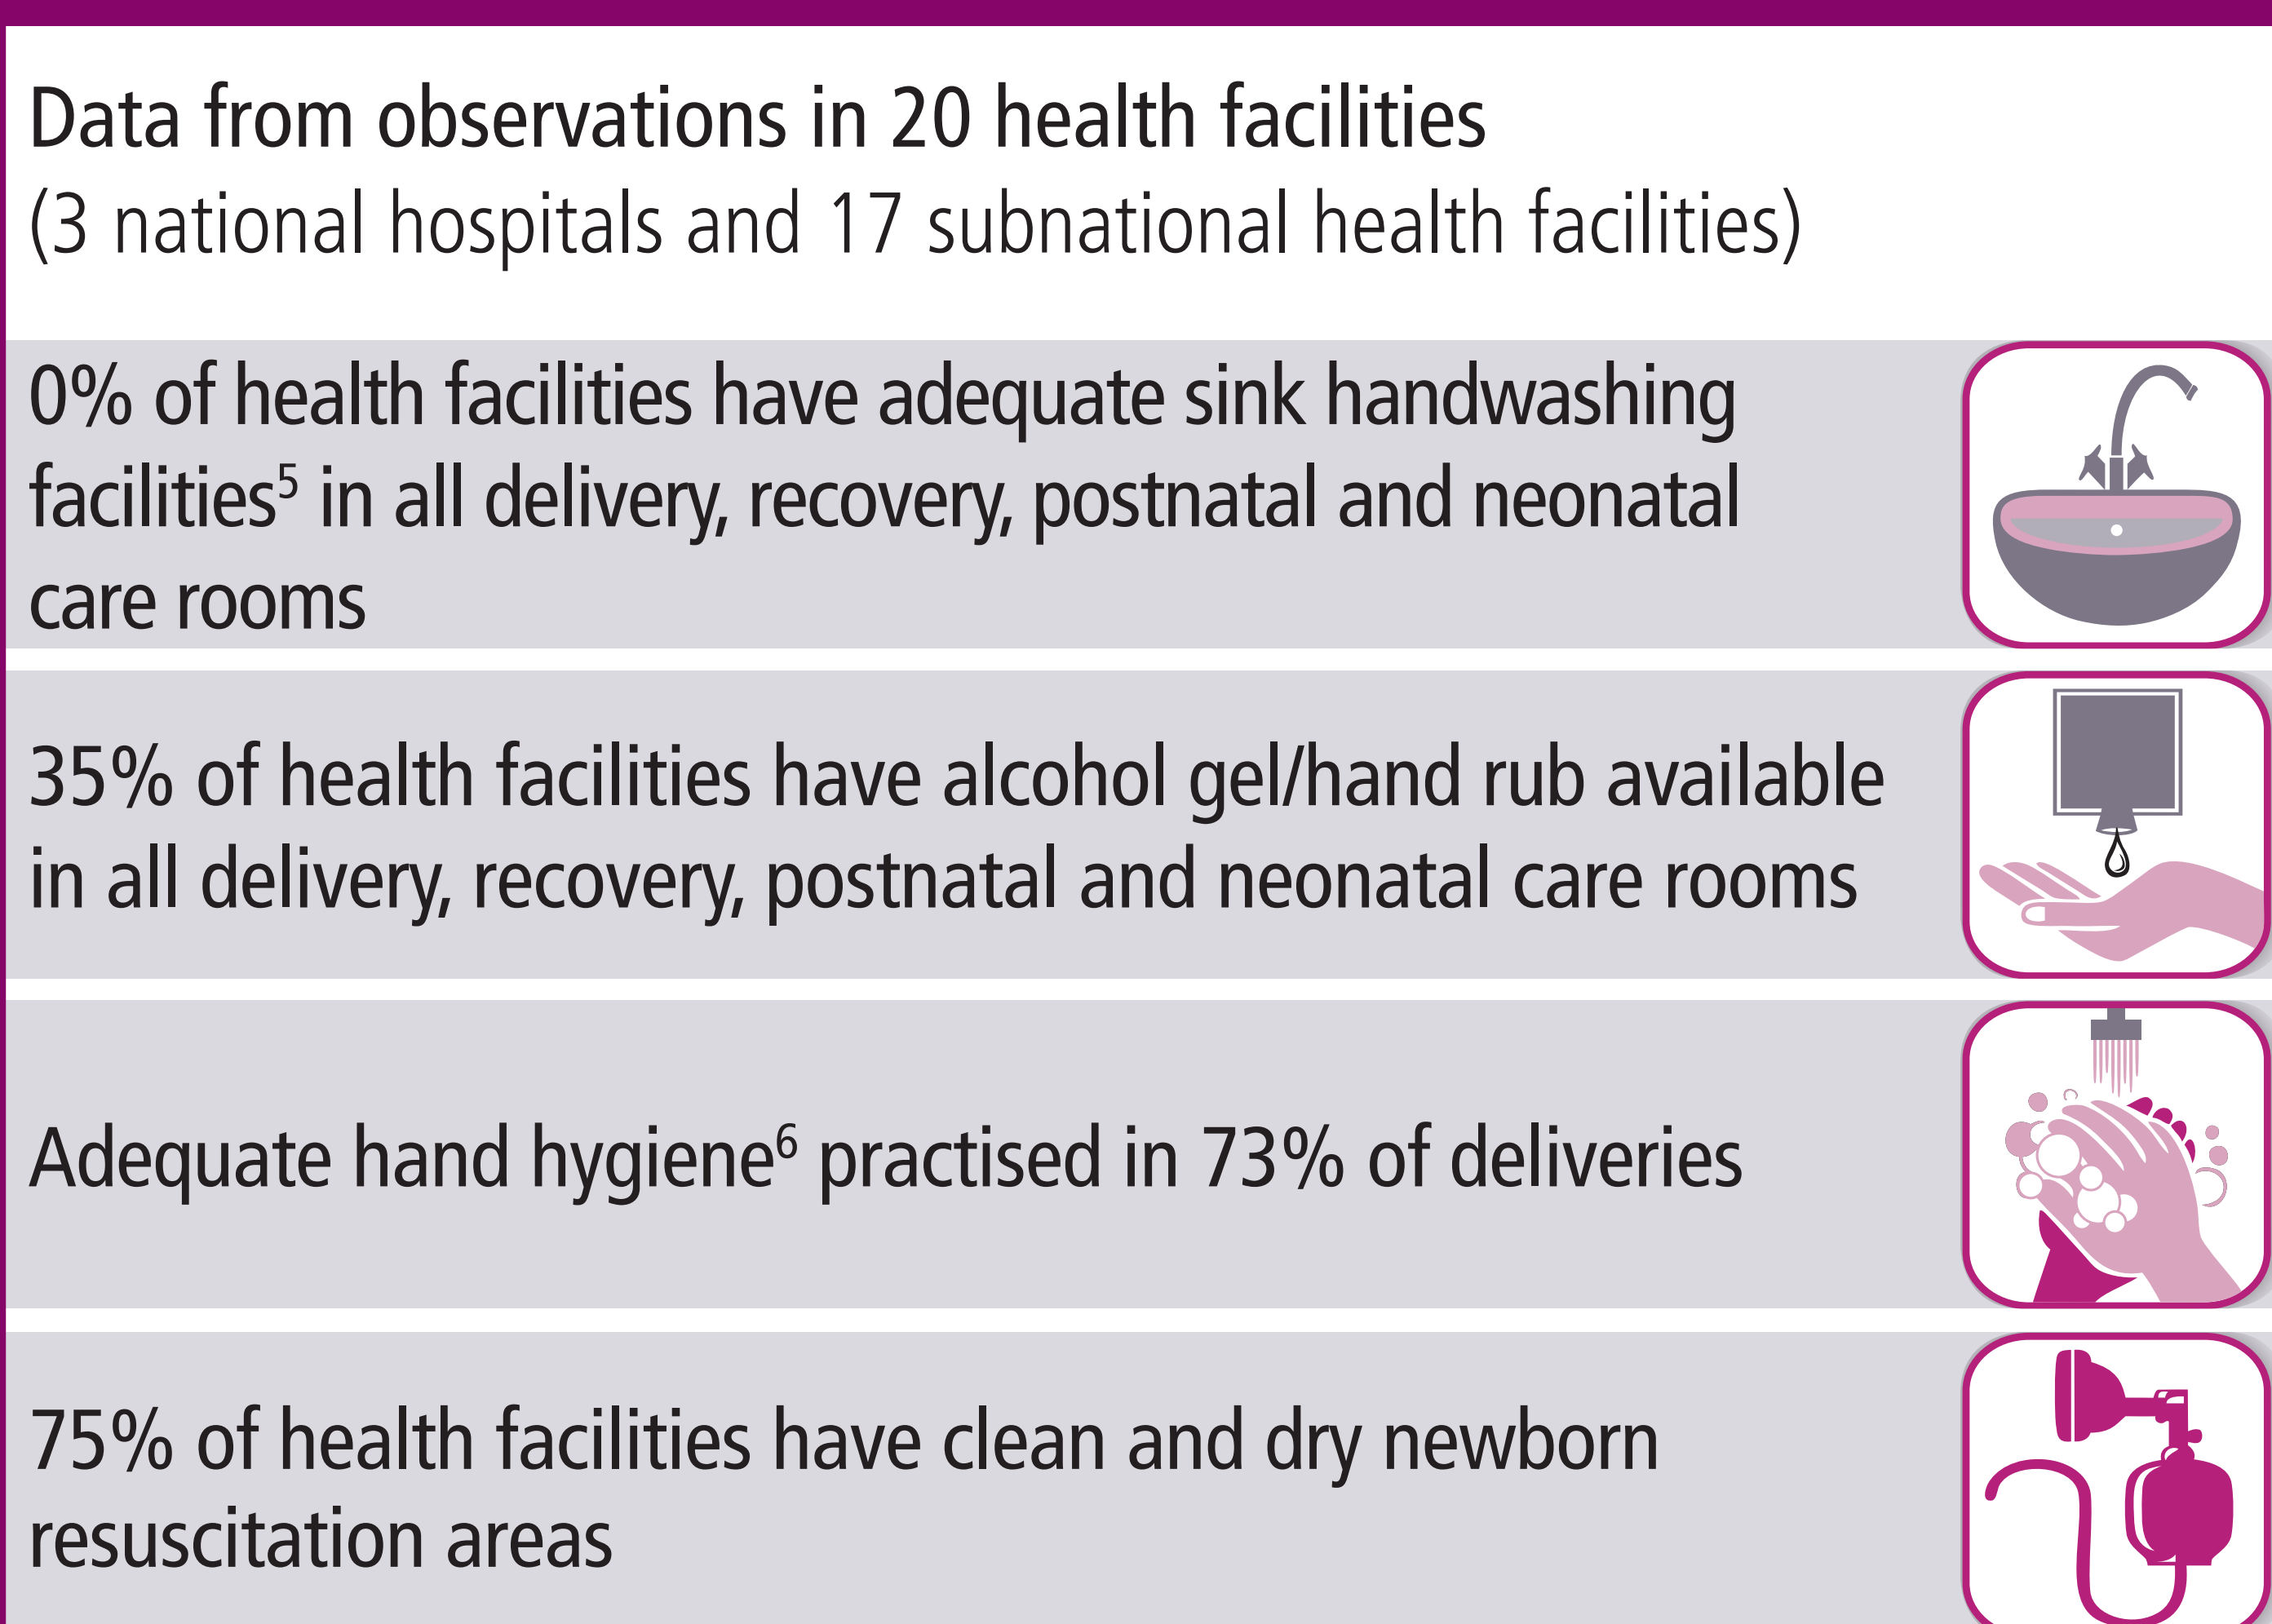 Data from observations in 20 health facilities
(3 national hospitals and 17 subnational health facilities)
0% of health facilities have adequate sink handwashing
facilities⁵ in all delivery, recovery, postnatal and neonatal
care rooms
35% of health facilities have alcohol gel/hand rub available
in all delivery, recovery, postnatal and neonatal care rooms
Adequate hand hygiene⁶ practised in 73% of deliveries
75% of health facilities have clean and dry newborn
resuscitation areas